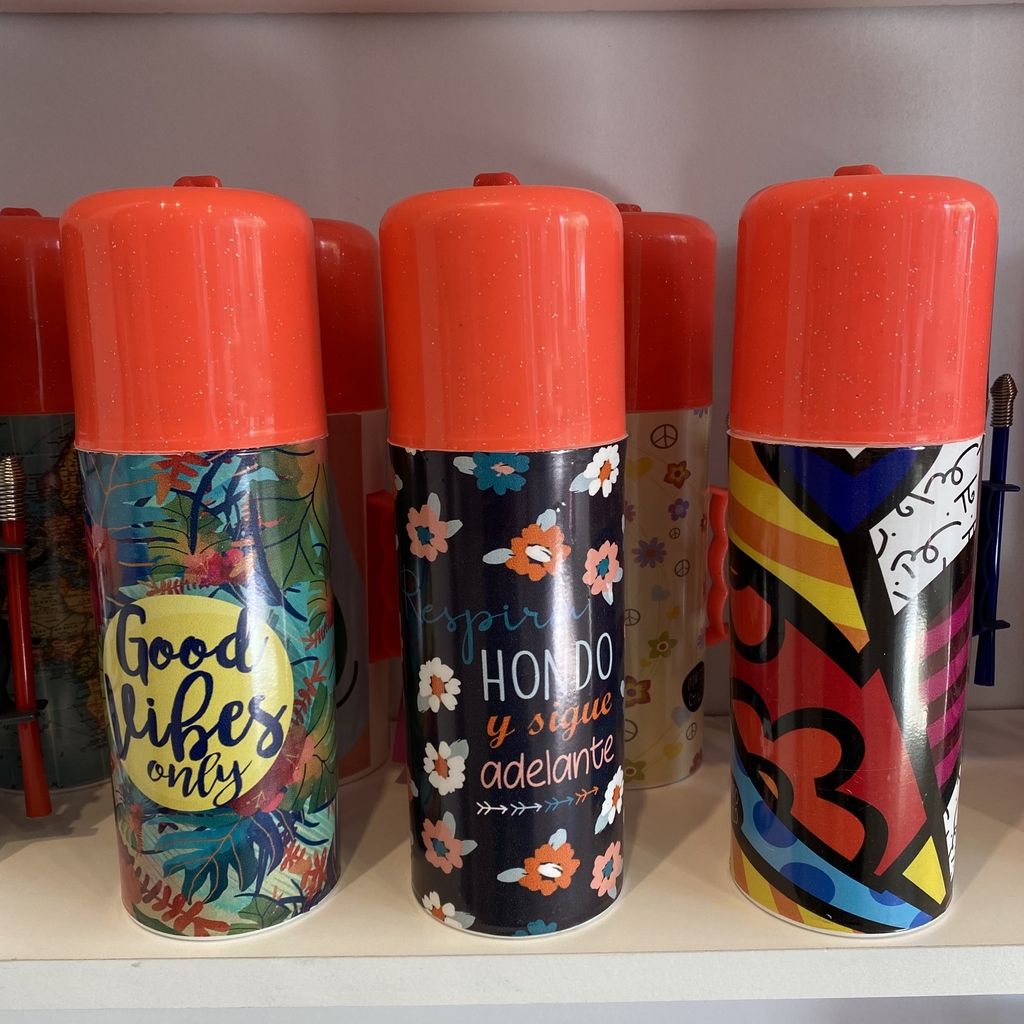 Good
Vibes
only
Respira
HONDO
y sigue
adelante